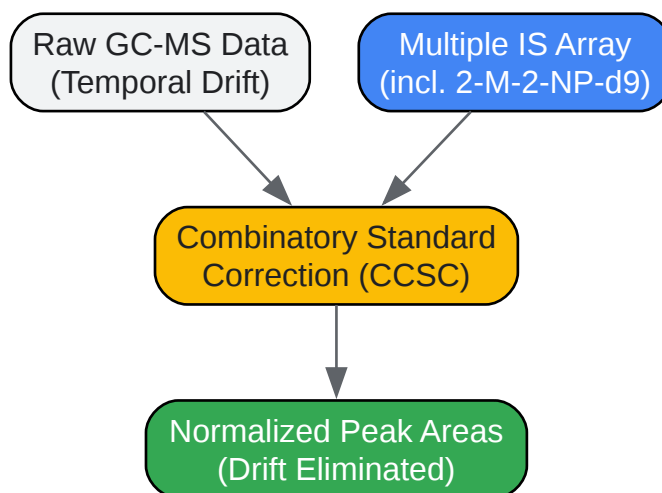 Raw GC-MS Data
(Temporal Drift)
Multiple IS Array
(incl. 2-M-2-NP-d9)
Combinatory Standard
Correction (CCSC)
Normalized Peak Areas
(Drift Eliminated)